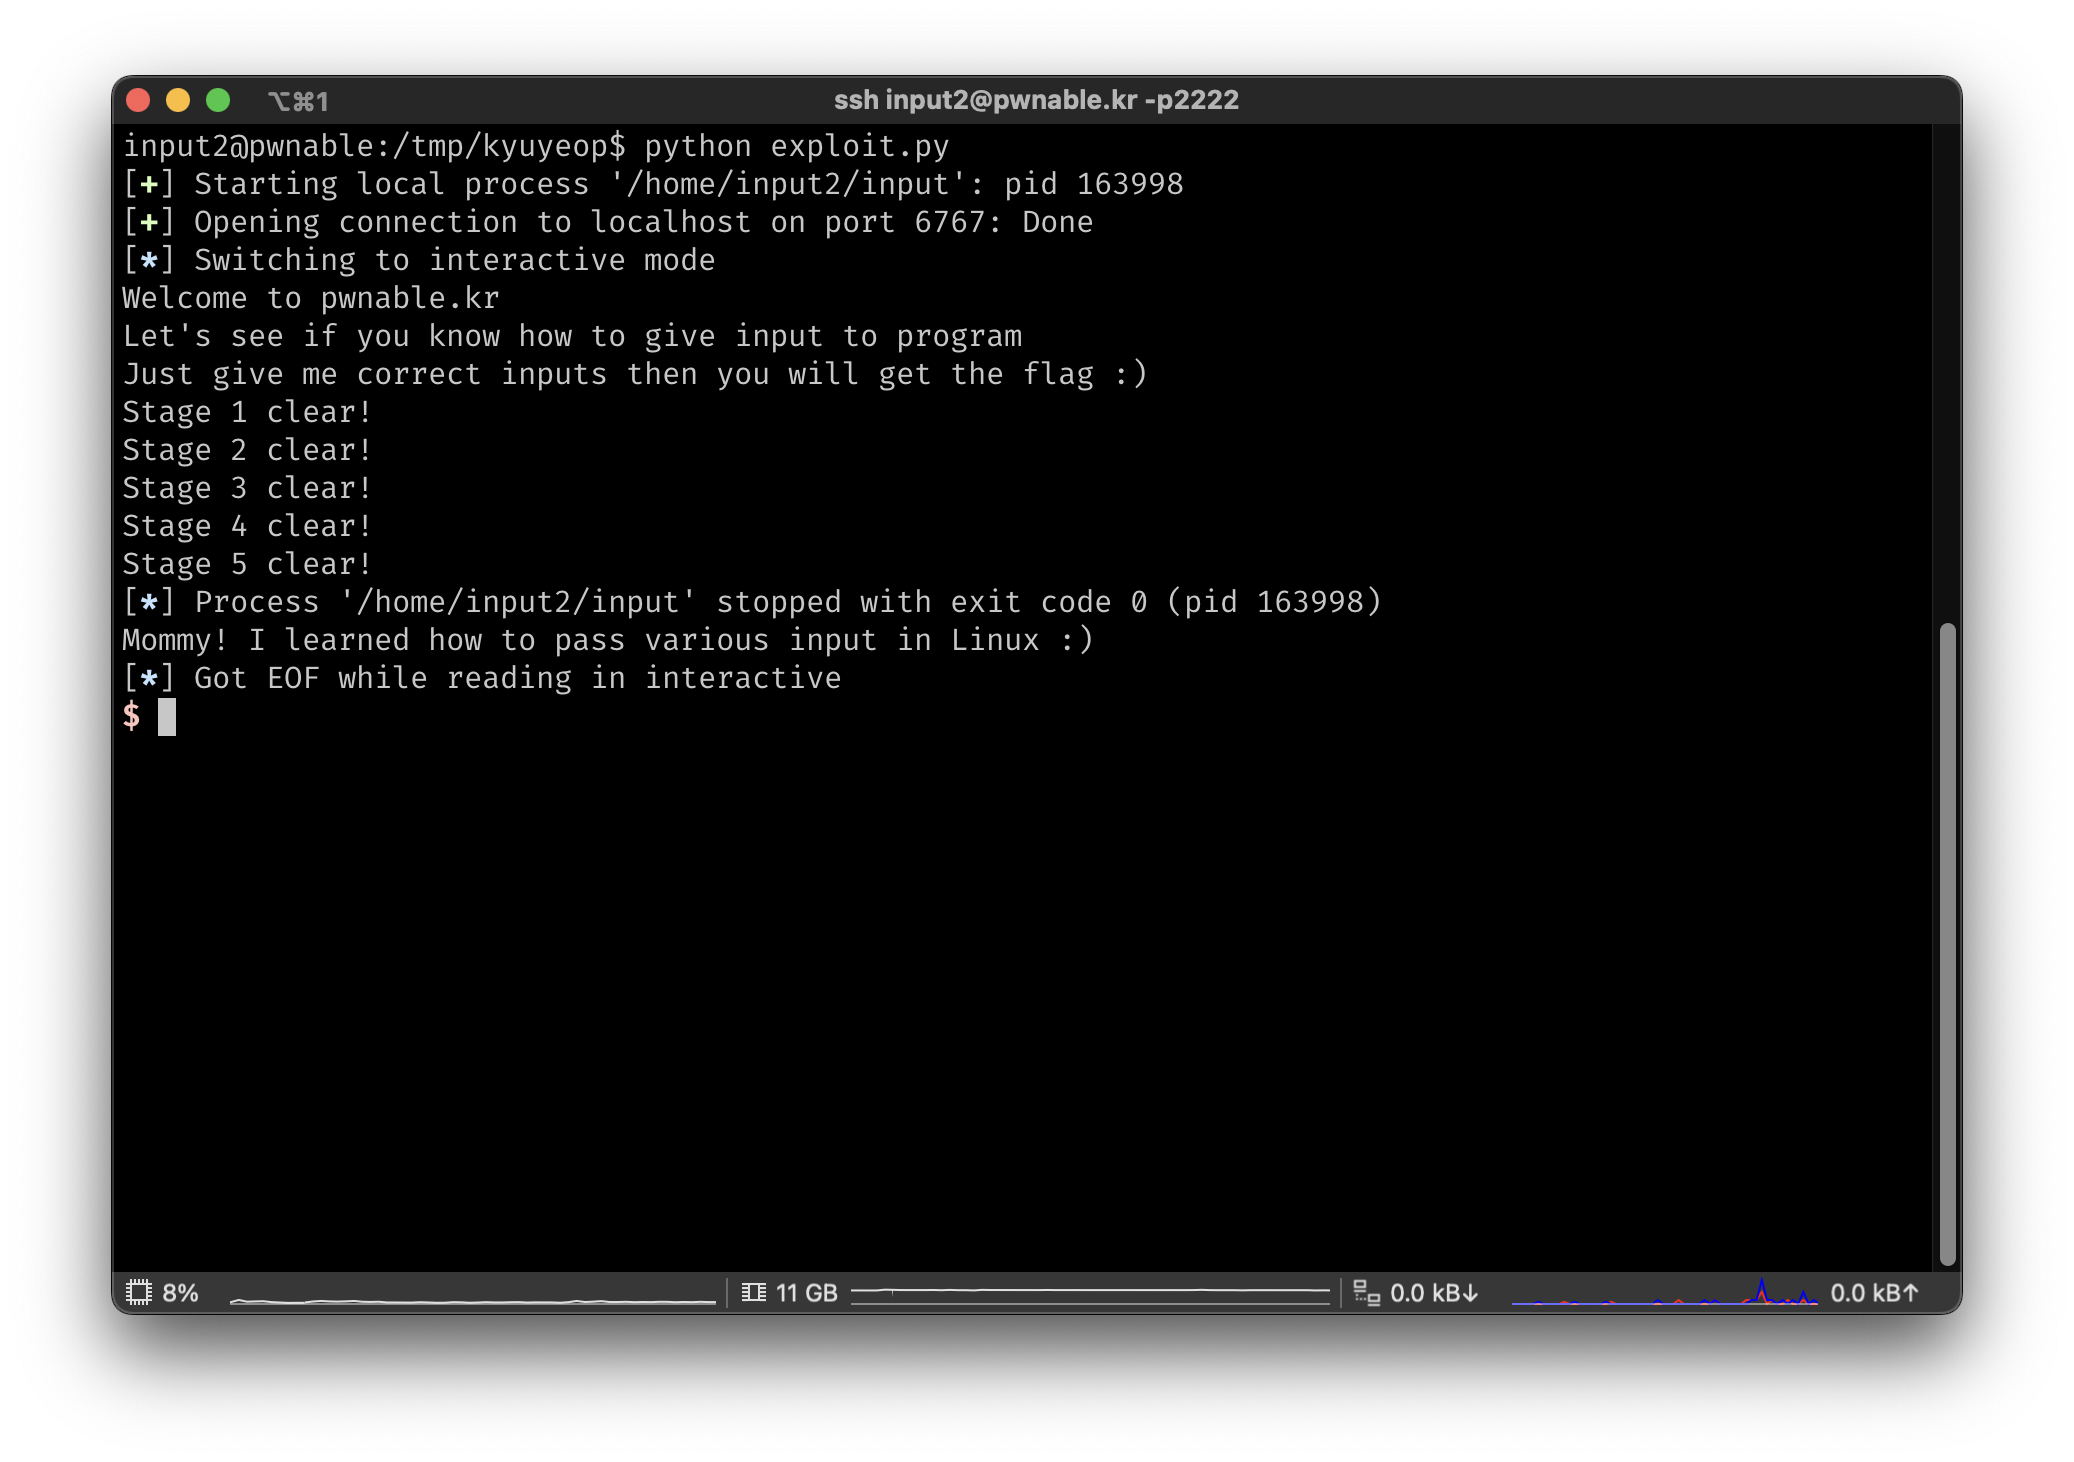 ⌥⌘1 ssh input2@pwnable.kr -p2222
input2@pwnable:/tmp/kyuyeop$ python exploit.py
[+] Starting local process '/home/input2/input': pid 163998
[+] Opening connection to localhost on port 6767: Done
[*] Switching to interactive mode
Welcome to pwnable.kr
Let's see if you know how to give input to program
Just give me correct inputs then you will get the flag :)
Stage 1 clear!
Stage 2 clear!
Stage 3 clear!
Stage 4 clear!
Stage 5 clear!
[*] Process '/home/input2/input' stopped with exit code 0 (pid 163998)
Mommy! I learned how to pass various input in Linux :)
[*] Got EOF while reading in interactive
$
8% 11 GB 0.0 kB↓ 0.0 kB↑